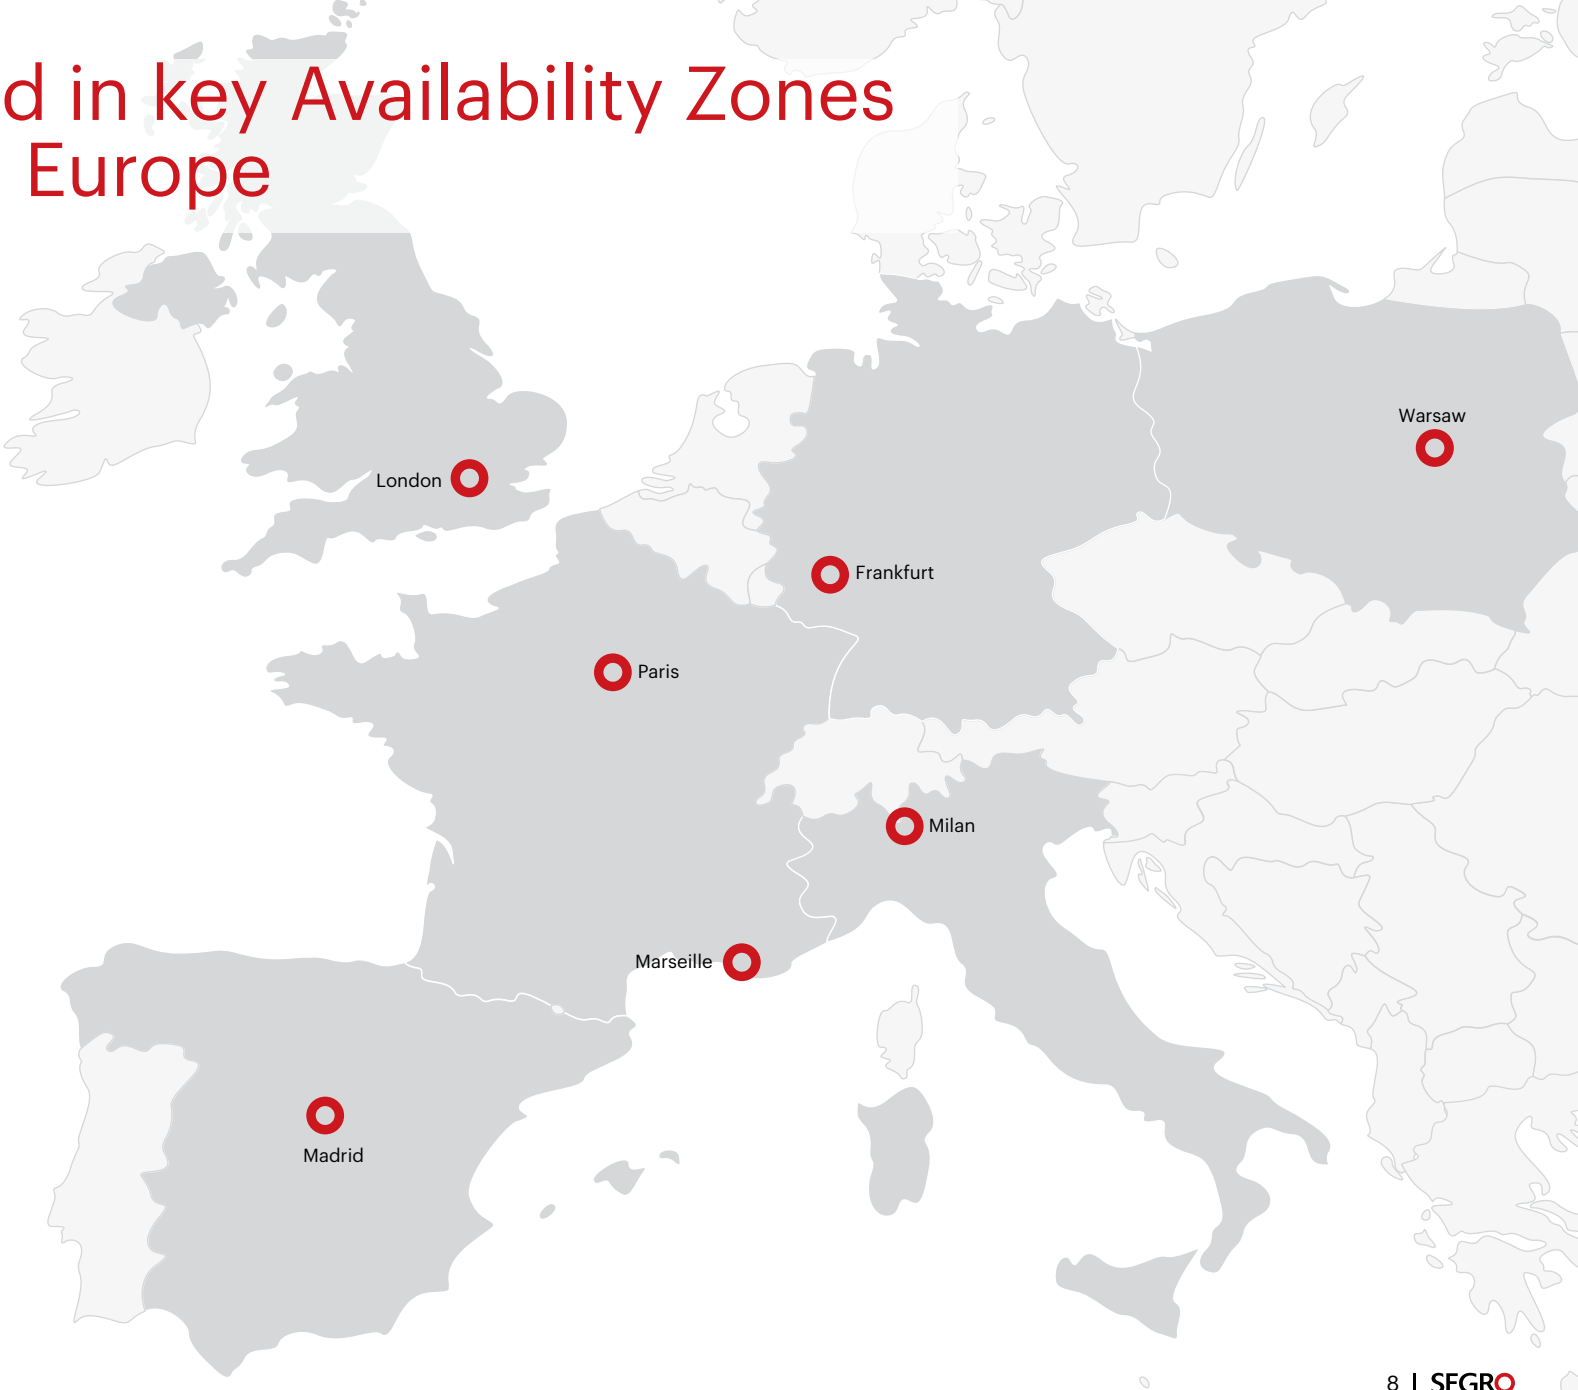 d in key Availability Zones
Europe
Warsaw
London
Frankfurt
Paris
Milan
Marseille
Madrid
8 | SEGRO